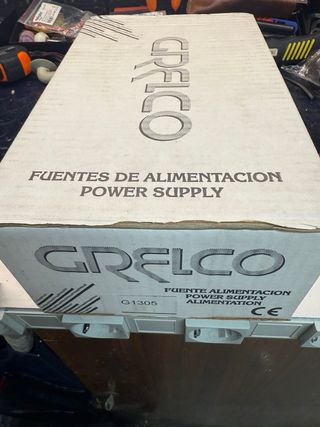 GRELCO
FUENTES DE ALIMENTACION
POWER SUPPLY
GRELCO
FUENTE ALIMENTACION
POWER SUPPLY
ALIMENTATION
G1305
CE